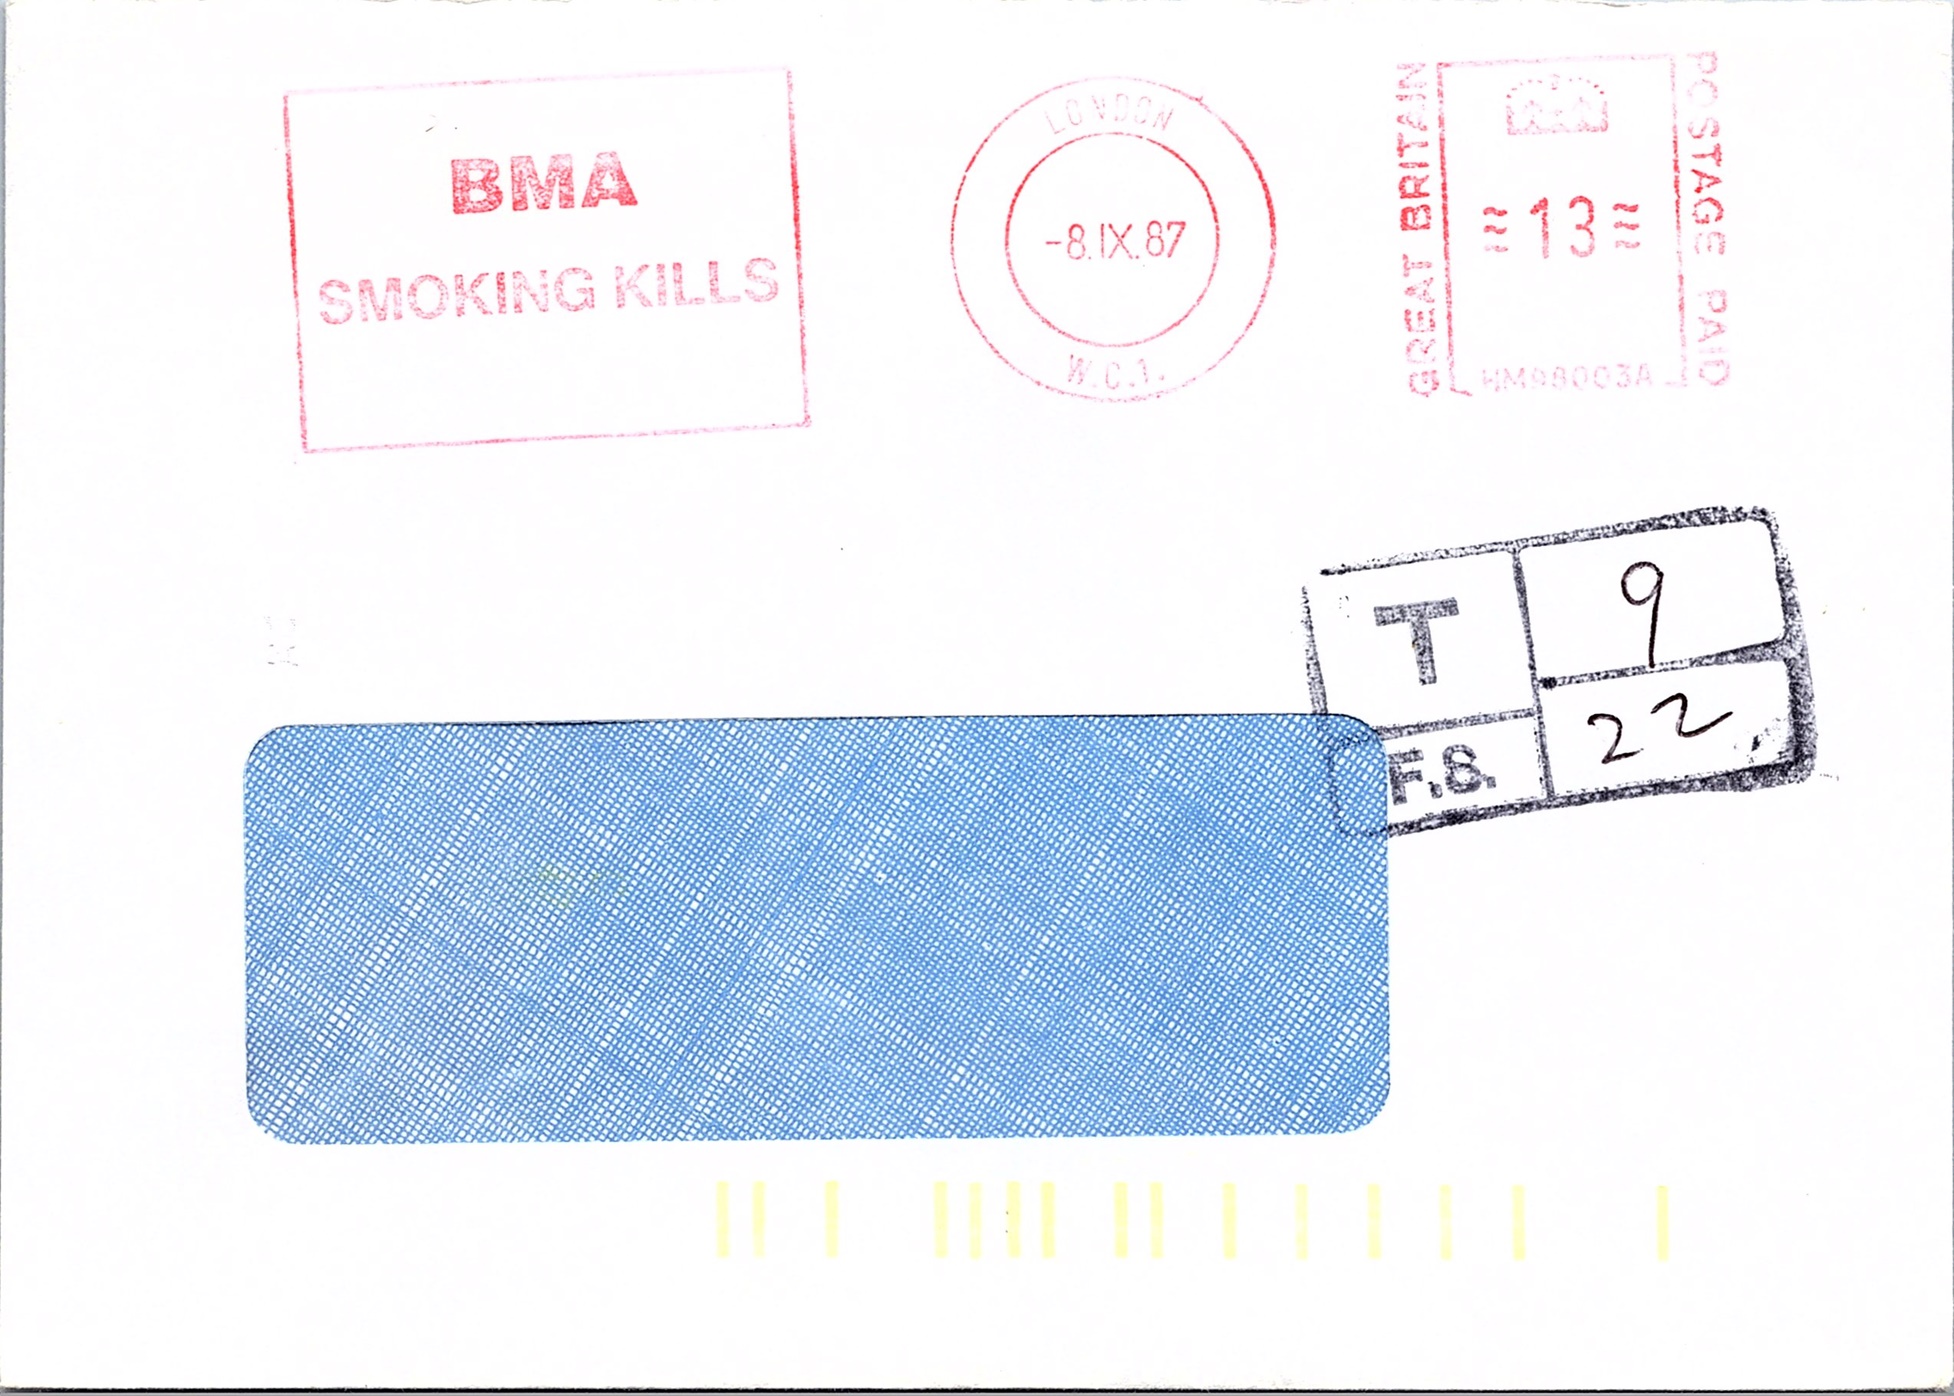 BMA
SMOKING KILLS
LONDON
-8.IX.87
W.C.1.
GREAT BRITAIN
≈13≈
POSTAGE PAID
T
9
F.S.
22